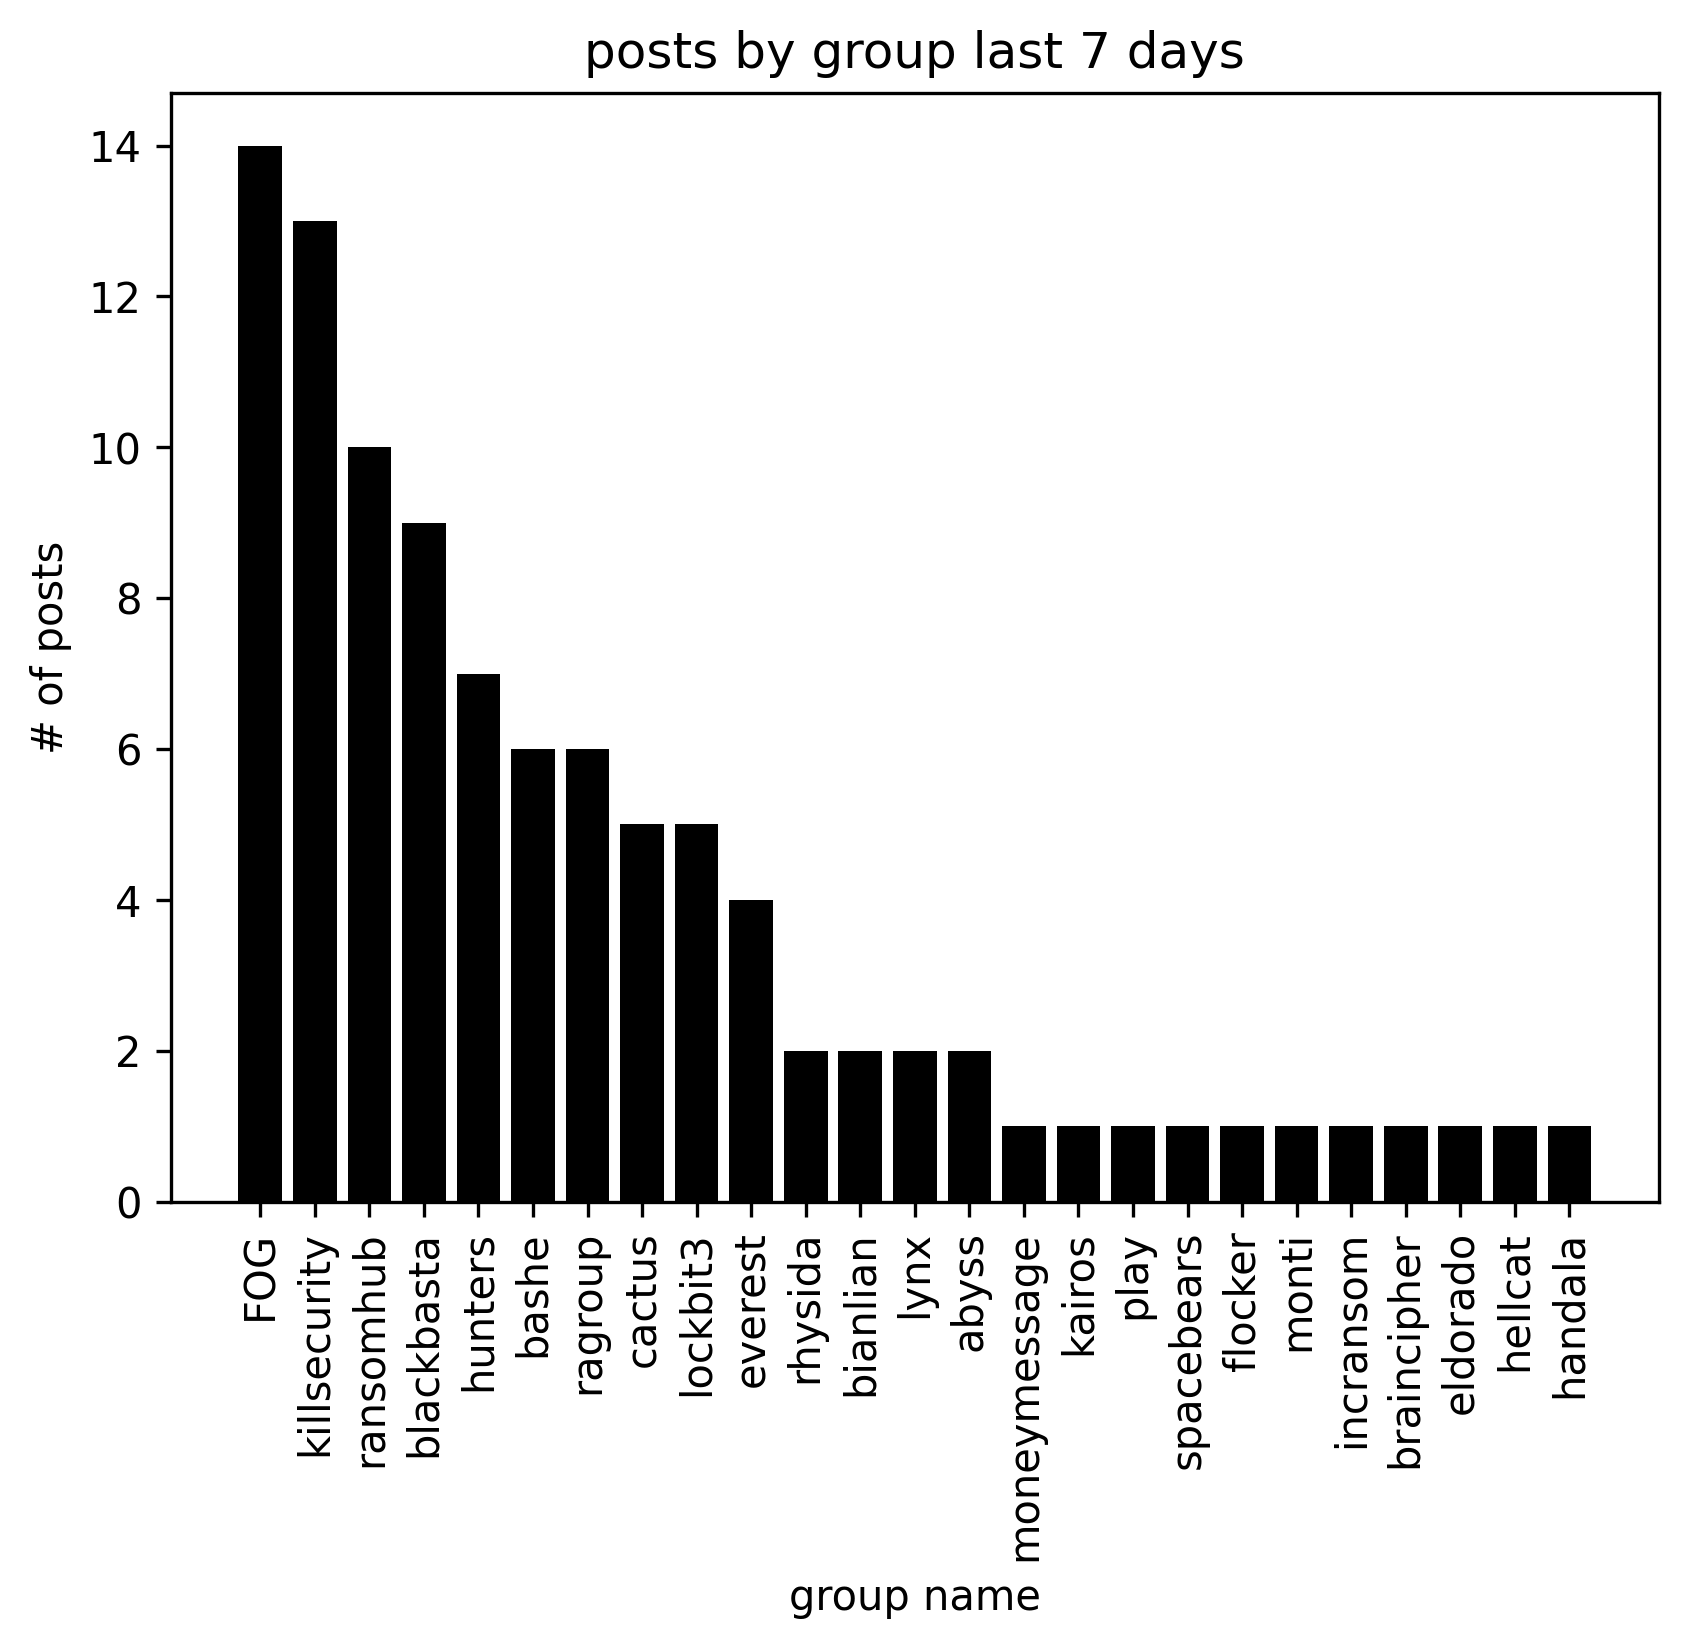 posts by group last 7 days
# of posts
14
12
10
8
6
4
2
0
FOG
killsecurity
ransomhub
blackbasta
hunters
bashe
ragroup
cactus
lockbit3
everest
rhysida
bianlian
lynx
abyss
moneymessage
kairos
play
spacebears
flocker
monti
incransom
braincipher
eldorado
hellcat
handala
group name